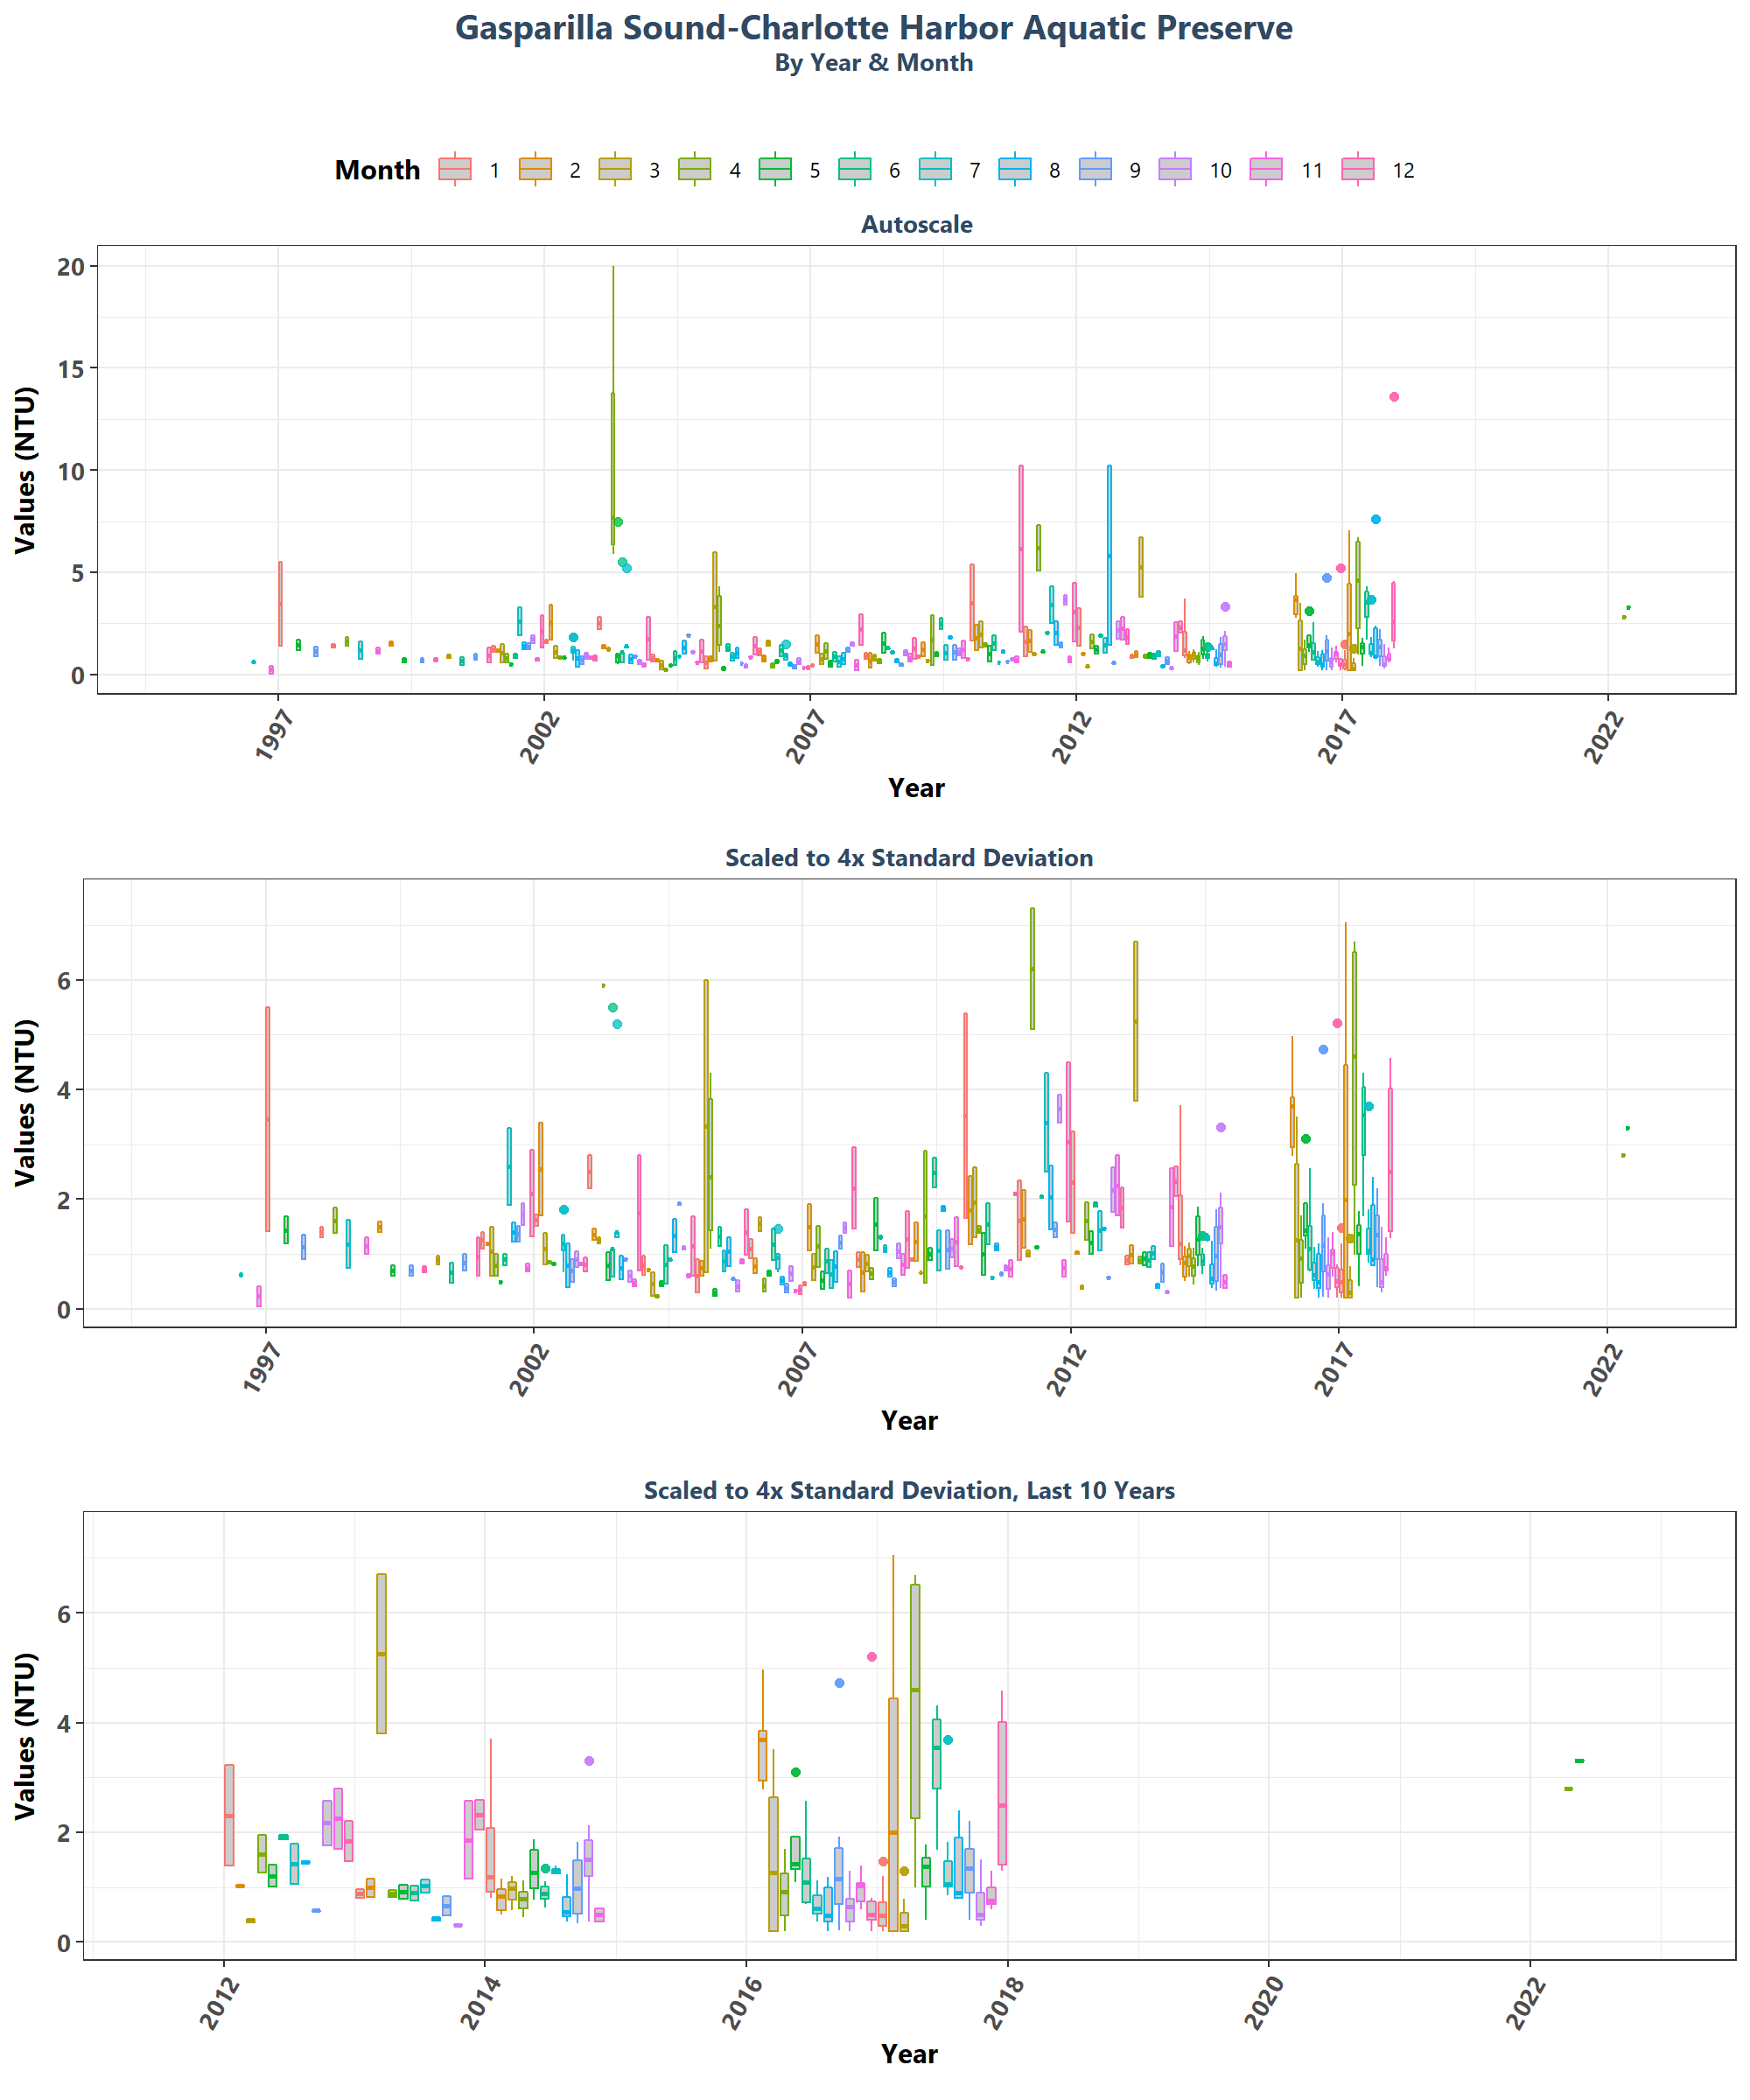 Gasparilla Sound-Charlotte Harbor Aquatic Preserve
By Year & Month
Month 1 2 3 4 5 6 7 8 9 10 11 12
Autoscale
Values (NTU)
20
15
10
5
0
1997 2002 2007 2012 2017 2022
Year
Scaled to 4x Standard Deviation
Values (NTU)
6
4
2
0
1997 2002 2007 2012 2017 2022
Year
Scaled to 4x Standard Deviation, Last 10 Years
Values (NTU)
6
4
2
0
2012 2014 2016 2018 2020 2022
Year